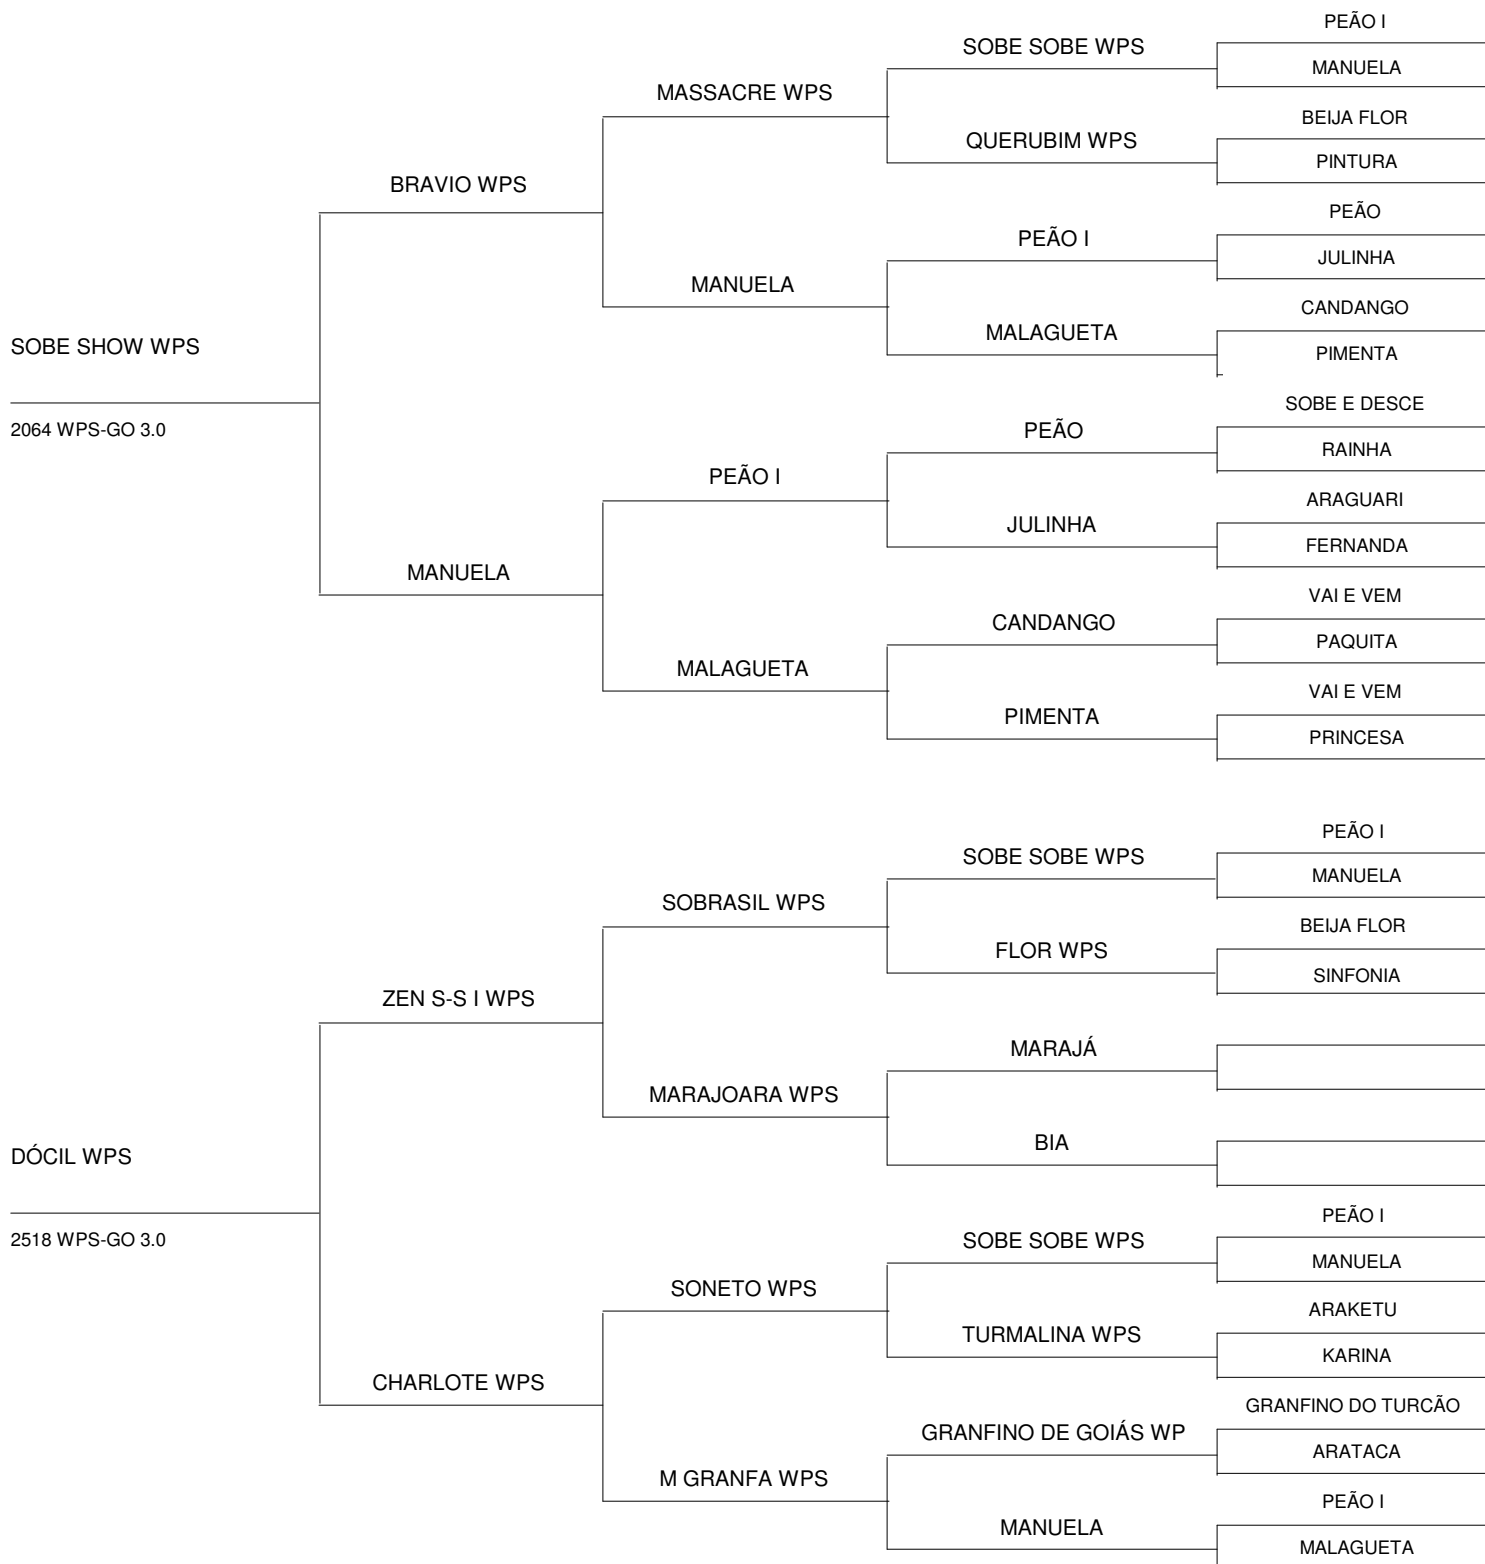 PEÃO I
SOBE SOBE WPS
MANUELA
MASSACRE WPS
BEIJA FLOR
QUERUBIM WPS
PINTURA
BRAVIO WPS
PEÃO
PEÃO I
JULINHA
MANUELA
CANDANGO
MALAGUETA
PIMENTA
SOBE SHOW WPS
2064 WPS-GO 3.0
SOBE E DESCE
PEÃO
RAINHA
PEÃO I
ARAGUARI
JULINHA
FERNANDA
MANUELA
VAI E VEM
CANDANGO
PAQUITA
MALAGUETA
VAI E VEM
PIMENTA
PRINCESA
PEÃO I
SOBE SOBE WPS
MANUELA
SOBRASIL WPS
BEIJA FLOR
FLOR WPS
SINFONIA
ZEN S-S I WPS
MARAJÁ
MARAJOARA WPS
BIA
DÓCIL WPS
2518 WPS-GO 3.0
PEÃO I
SOBE SOBE WPS
MANUELA
SONETO WPS
ARAKETU
TURMALINA WPS
KARINA
CHARLOTE WPS
GRANFINO DO TURCÃO
GRANFINO DE GOIÁS WP
ARATACA
M GRANFA WPS
PEÃO I
MANUELA
MALAGUETA